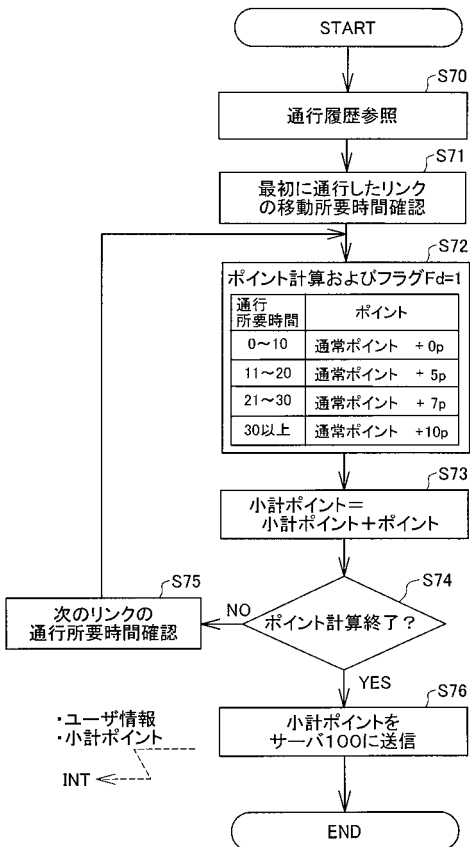 START
S70
通行履歴参照
S71
最初に通行したリンク
の移動所要時間確認
S72
ポイント計算およびフラグFd=1
通行
所要時間
ポイント
0～10 通常ポイント + 0p
11～20 通常ポイント + 5p
21～30 通常ポイント + 7p
30以上 通常ポイント +10p
S73
小計ポイント＝
小計ポイント＋ポイント
S74
ポイント計算終了？
NO
S75
次のリンクの
通行所要時間確認
YES
S76
小計ポイントを
サーバ100に送信
・ユーザ情報
・小計ポイント
INT
END